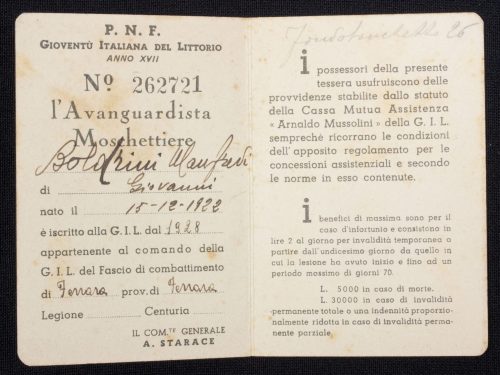 P. N. F.
GIOVENTÙ ITALIANA DEL LITTORIO
ANNO XVII
Nº 262721
l'Avanguardista
Moschettiere
Boldrini Manfredi
di Giovanni
nato il 15-12-1922
è iscritto alla G.I.L. dal 1928
appartenente al comando della
G.I.L. del Fascio di combattimento
di Ferrara prov. di Ferrara
Legione Centuria
IL COM.TE GENERALE
A. STARACE
26
i possessori della presente
tessera usufruiscono delle
provvidenze stabilite dallo statuto
della Cassa Mutua Assistenza
« Arnaldo Mussolini » della G. I. L.
sempreché ricorrano le condizioni
dell'apposito regolamento per le
concessioni assistenziali e secondo
le norme in esso contenute.
i benefici di massima sono per il
caso d'infortunio e consistono in
lire 2 al giorno per invalidità temporanea a
partire dall'undicesimo giorno da quello in
cui la lesione ha avuto inizio e fino ad un
periodo massimo di giorni 70.
L. 5000 in caso di morte.
L. 30000 in caso di invalidità
permanente totale o una indennità proporzio-
nalmente ridotta in caso di invalidità perma-
nente parziale.